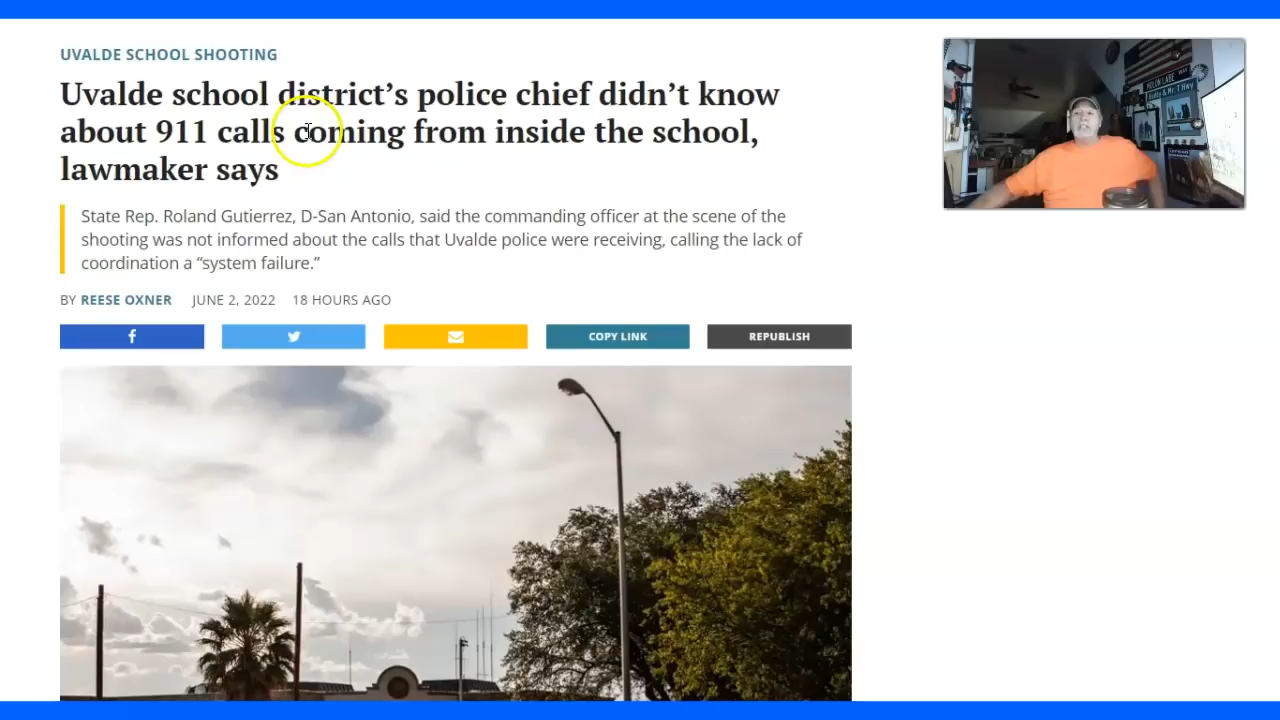 UVALDE SCHOOL SHOOTING
Uvalde school district’s police chief didn’t know
about 911 calls coming from inside the school,
lawmaker says
State Rep. Roland Gutierrez, D-San Antonio, said the commanding officer at the scene of the
shooting was not informed about the calls that Uvalde police were receiving, calling the lack of
coordination a “system failure.”
BY REESE OXNER JUNE 2, 2022 18 HOURS AGO
COPY LINK
REPUBLISH